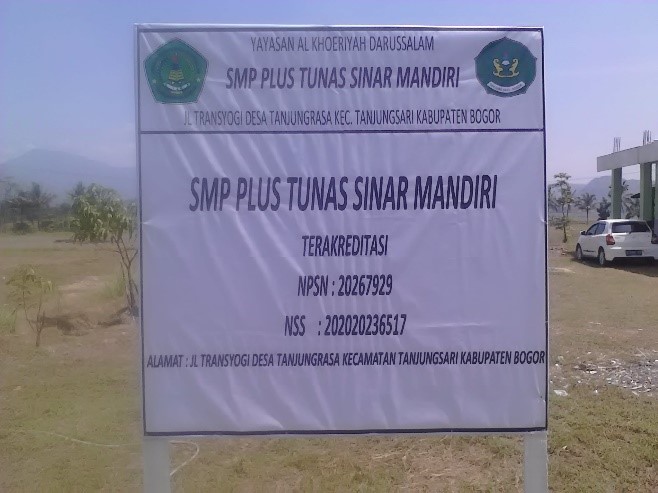 YAYASAN AL KHOERIYAH DARUSSALAM
SMP PLUS TUNAS SINAR MANDIRI
JL TRANSYOGI DESA TANJUNGRASA KEC. TANJUNGSARI KABUPATEN BOGOR
SMP PLUS TUNAS SINAR MANDIRI
TERAKREDITASI
NPSN : 20267929
NSS : 202020236517
ALAMAT : JL TRANSYOGI DESA TANJUNGRASA KECAMATAN TANJUNGSARI KABUPATEN BOGOR